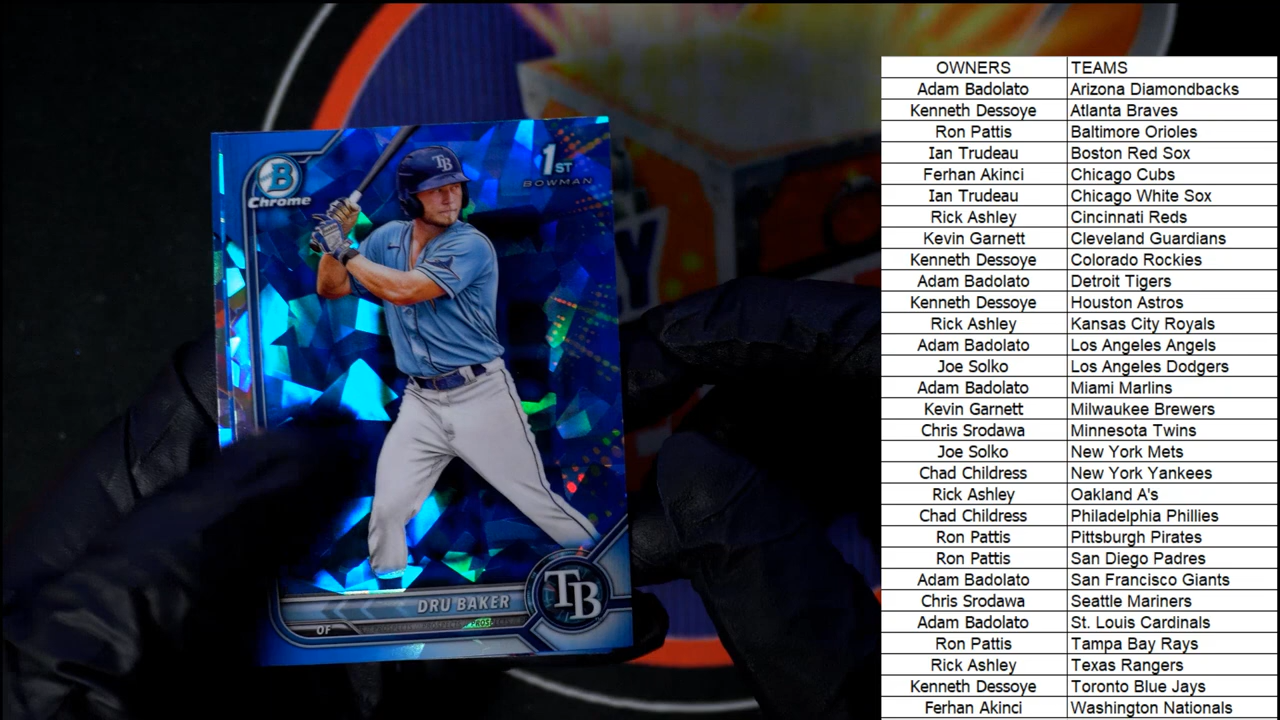 B
Chrome
1ST
BOWMAN
TB
DRU BAKER
TB
OF
OWNERS TEAMS
Adam Badolato Arizona Diamondbacks
Kenneth Dessoye Atlanta Braves
Ron Pattis Baltimore Orioles
Ian Trudeau Boston Red Sox
Ferhan Akinci Chicago Cubs
Ian Trudeau Chicago White Sox
Rick Ashley Cincinnati Reds
Kevin Garnett Cleveland Guardians
Kenneth Dessoye Colorado Rockies
Adam Badolato Detroit Tigers
Kenneth Dessoye Houston Astros
Rick Ashley Kansas City Royals
Adam Badolato Los Angeles Angels
Joe Solko Los Angeles Dodgers
Adam Badolato Miami Marlins
Kevin Garnett Milwaukee Brewers
Chris Srodawa Minnesota Twins
Joe Solko New York Mets
Chad Childress New York Yankees
Rick Ashley Oakland A's
Chad Childress Philadelphia Phillies
Ron Pattis Pittsburgh Pirates
Ron Pattis San Diego Padres
Adam Badolato San Francisco Giants
Chris Srodawa Seattle Mariners
Adam Badolato St. Louis Cardinals
Ron Pattis Tampa Bay Rays
Rick Ashley Texas Rangers
Kenneth Dessoye Toronto Blue Jays
Ferhan Akinci Washington Nationals